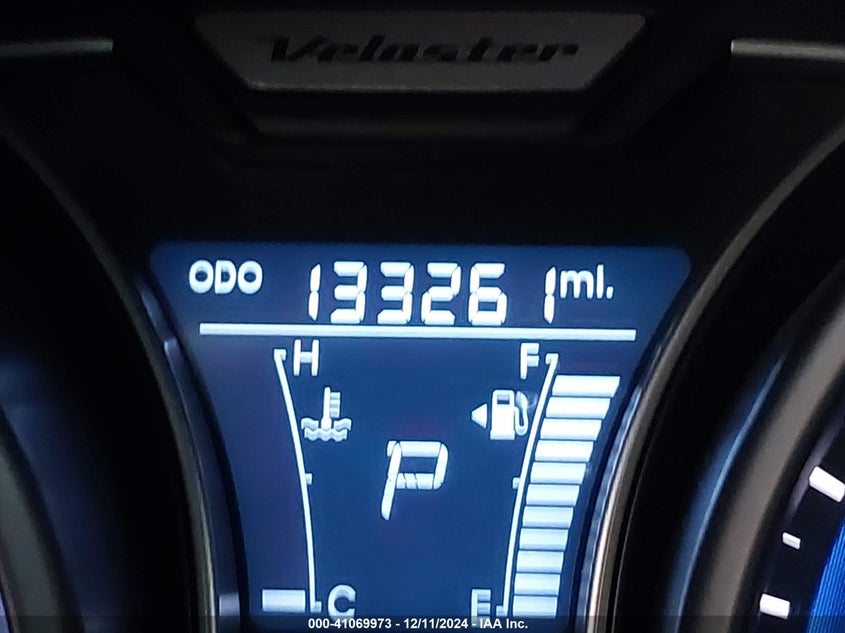 Veloster
ODO 133261 mi.
H F
P
C E
000-41069973 - 12/11/2024 - IAA Inc.